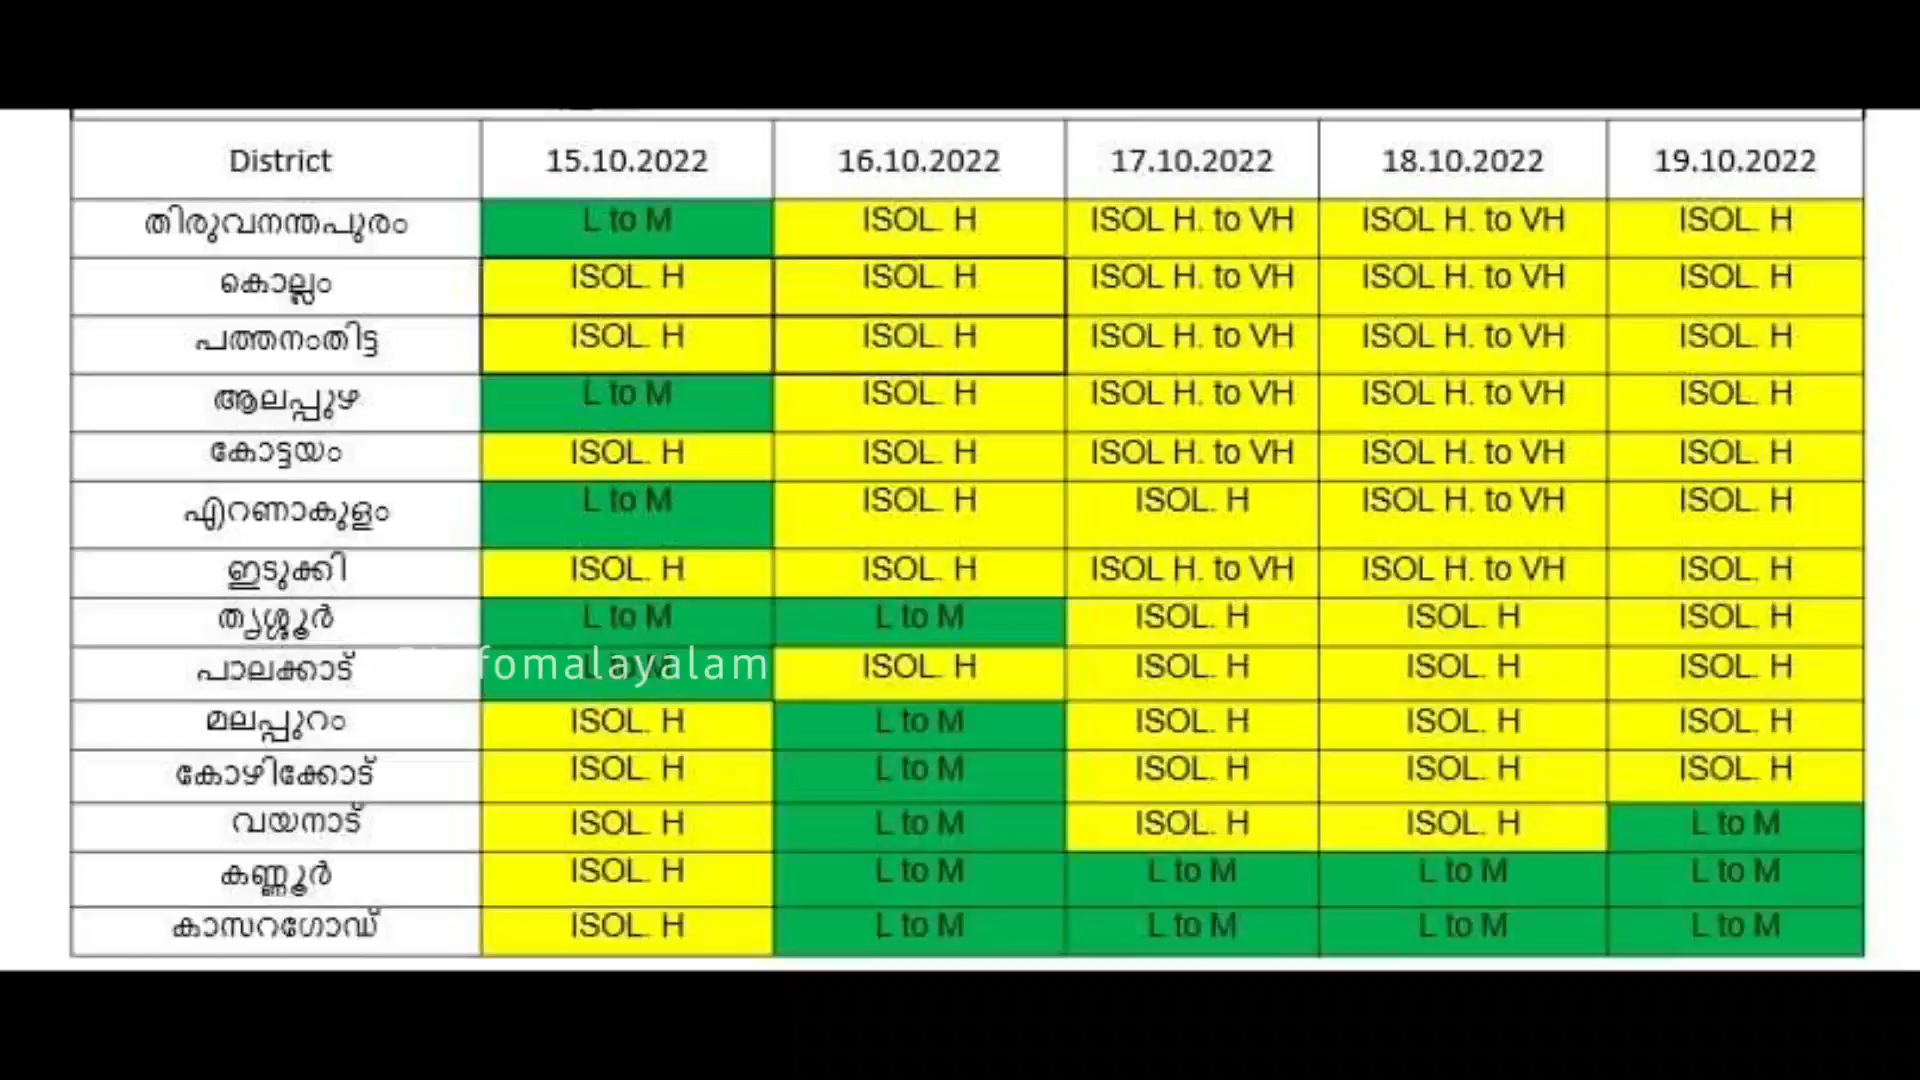 District 15.10.2022 16.10.2022 17.10.2022 18.10.2022 19.10.2022
തിരുവനന്തപുരം L to M ISOL. H ISOL H. to VH ISOL H. to VH ISOL. H
കൊല്ലം ISOL. H ISOL. H ISOL H. to VH ISOL H. to VH ISOL. H
പത്തനംതിട്ട ISOL. H ISOL. H ISOL H. to VH ISOL H. to VH ISOL. H
ആലപ്പുഴ L to M ISOL. H ISOL H. to VH ISOL H. to VH ISOL. H
കോട്ടയം ISOL. H ISOL. H ISOL H. to VH ISOL H. to VH ISOL. H
എറണാകുളം L to M ISOL. H ISOL. H ISOL H. to VH ISOL. H
ഇടുക്കി ISOL. H ISOL. H ISOL H. to VH ISOL H. to VH ISOL. H
തൃശ്ശൂർ L to M L to M ISOL. H ISOL. H ISOL. H
പാലക്കാട് ISOL. H ISOL. H ISOL. H ISOL. H
മലപ്പുറം ISOL. H L to M ISOL. H ISOL. H ISOL. H
കോഴിക്കോട് ISOL. H L to M ISOL. H ISOL. H ISOL. H
വയനാട് ISOL. H L to M ISOL. H ISOL. H L to M
കണ്ണൂർ ISOL. H L to M L to M L to M L to M
കാസറഗോഡ് ISOL. H L to M L to M L to M L to M